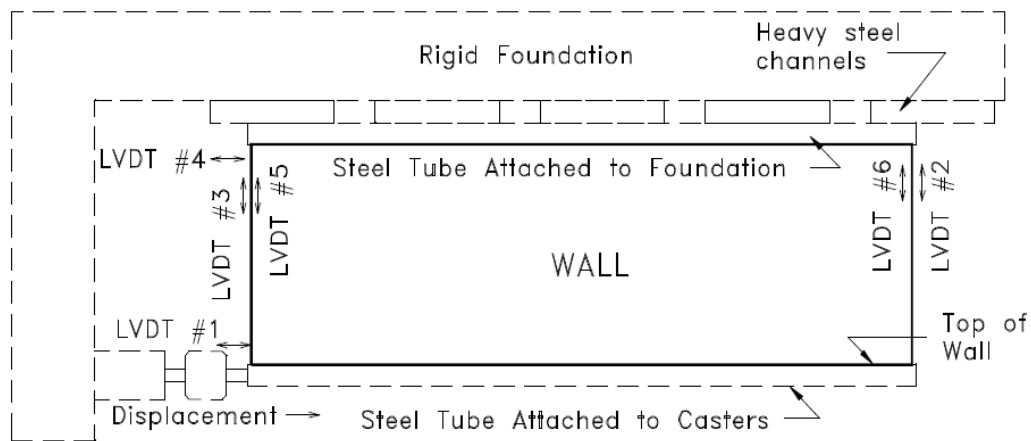 Heavy steel
channels
Rigid Foundation
LVDT #4
Steel Tube Attached to Foundation
LVDT #3
LVDT #5
LVDT #6
LVDT #2
WALL
LVDT #1
Top of
Wall
Displacement
Steel Tube Attached to Casters